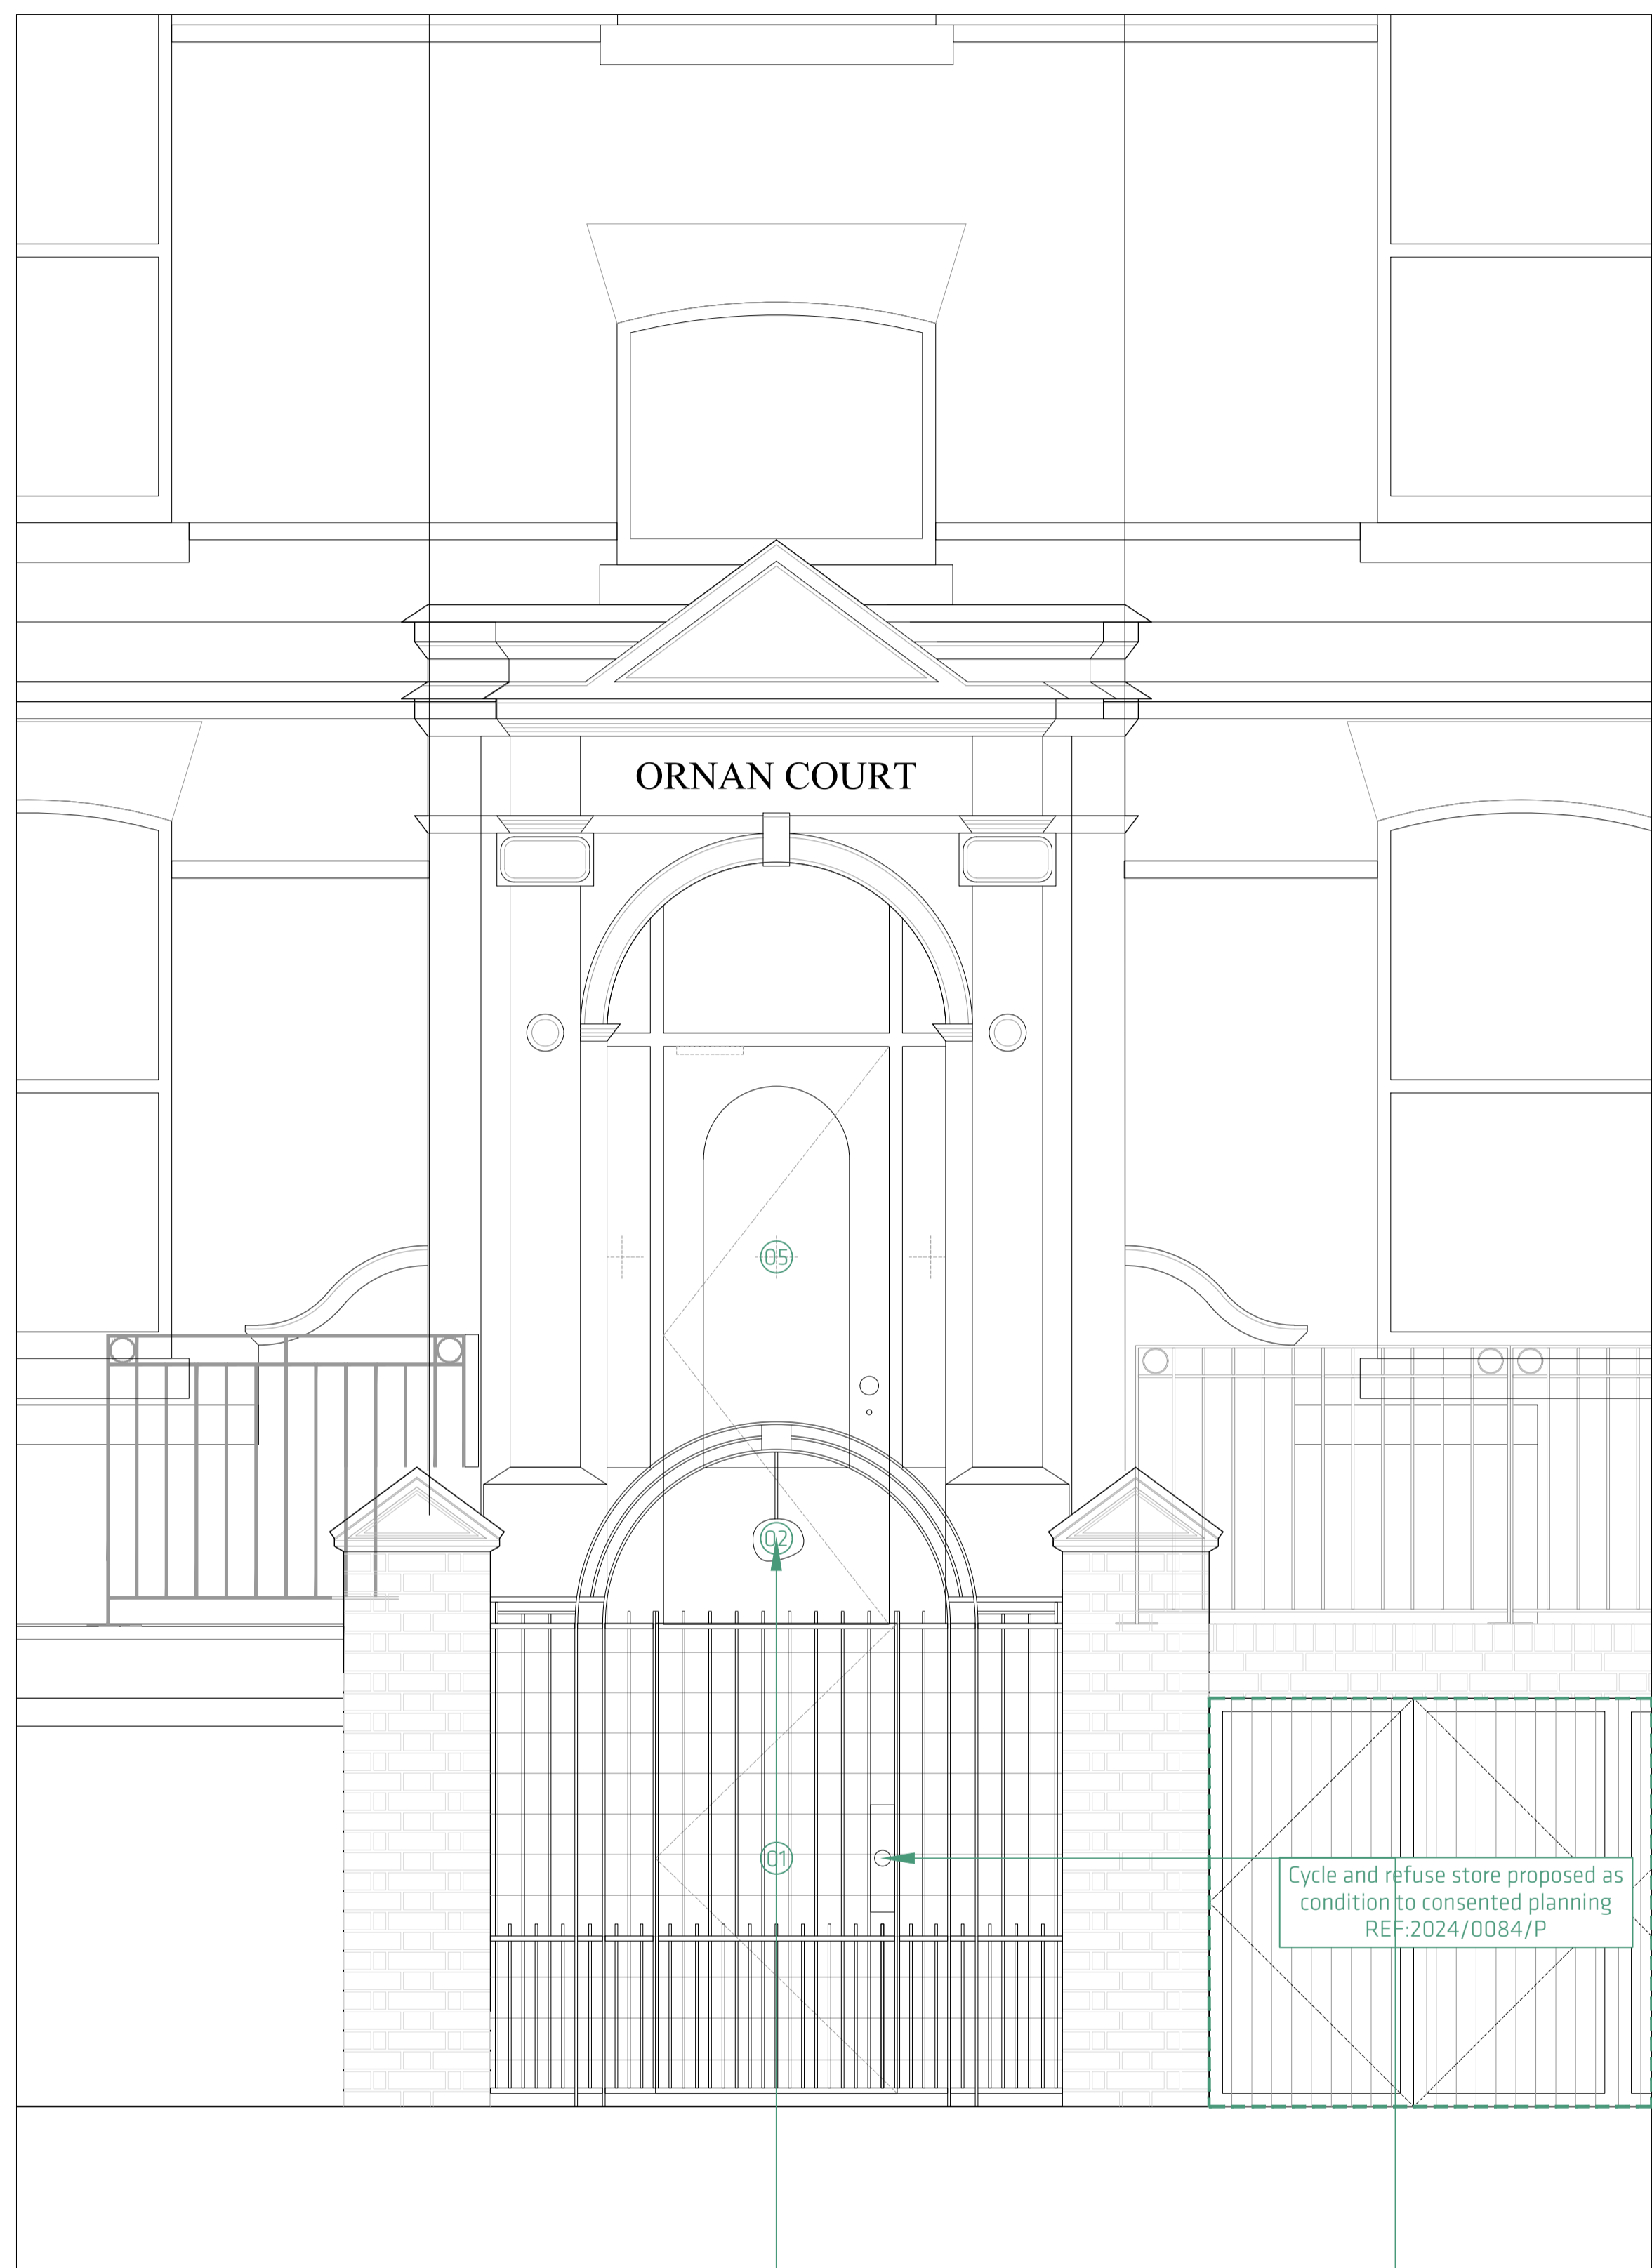 ORNAN COURT
05
02
01
Cycle and refuse store proposed as
condition to consented planning
REF:2024/0084/P